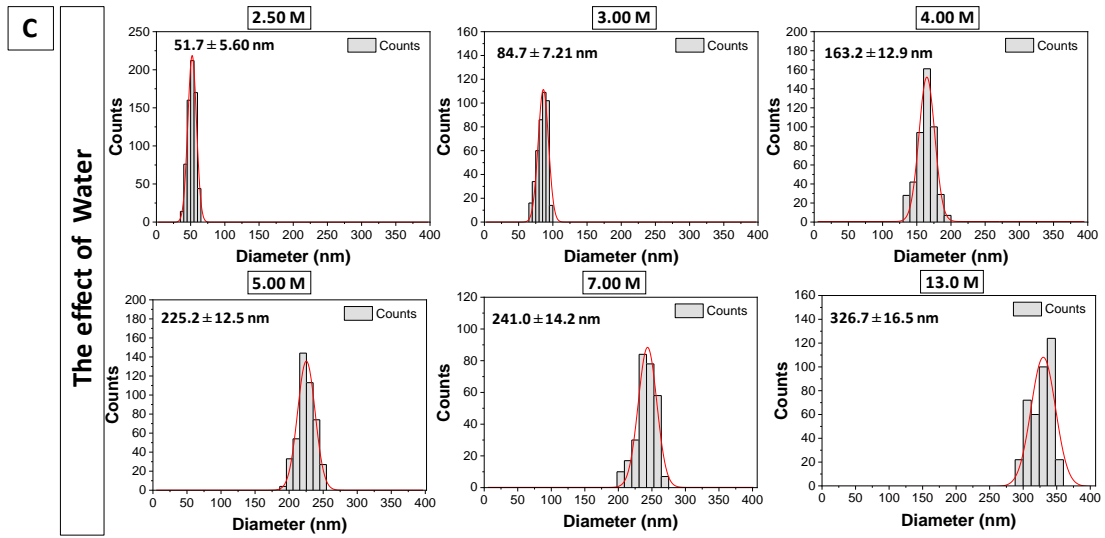 C
The effect of Water
2.50 M
51.7 ± 5.60 nm
Counts
Counts
250
200
150
100
50
0
0 50 100 150 200 250 300 350 400
Diameter (nm)
3.00 M
84.7 ± 7.21 nm
Counts
Counts
160
140
120
100
80
60
40
20
0
0 50 100 150 200 250 300 350 400
Diameter (nm)
4.00 M
163.2 ± 12.9 nm
Counts
Counts
200
180
160
140
120
100
80
60
40
20
0
0 50 100 150 200 250 300 350 400
Diameter (nm)
5.00 M
225.2 ± 12.5 nm
Counts
Counts
200
180
160
140
120
100
80
60
40
20
0
0 50 100 150 200 250 300 350 400
Diameter (nm)
7.00 M
241.0 ± 14.2 nm
Counts
Counts
120
100
80
60
40
20
0
0 50 100 150 200 250 300 350 400
Diameter (nm)
13.0 M
326.7 ± 16.5 nm
Counts
Counts
160
140
120
100
80
60
40
20
0
0 50 100 150 200 250 300 350 400
Diameter (nm)